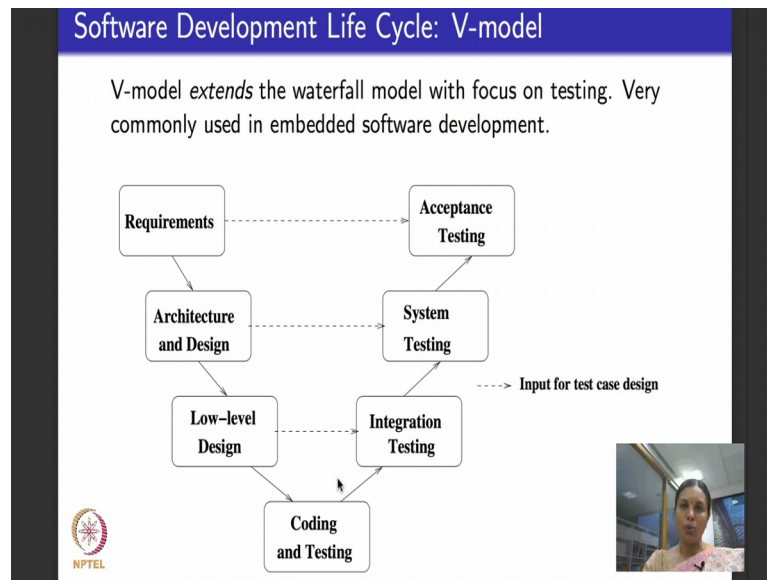 Software Development Life Cycle: V-model
V-model extends the waterfall model with focus on testing. Very
commonly used in embedded software development.
Requirements
Acceptance
Testing
Architecture
and Design
System
Testing
Input for test case design
Low-level
Design
Integration
Testing
Coding
and Testing
NPTEL